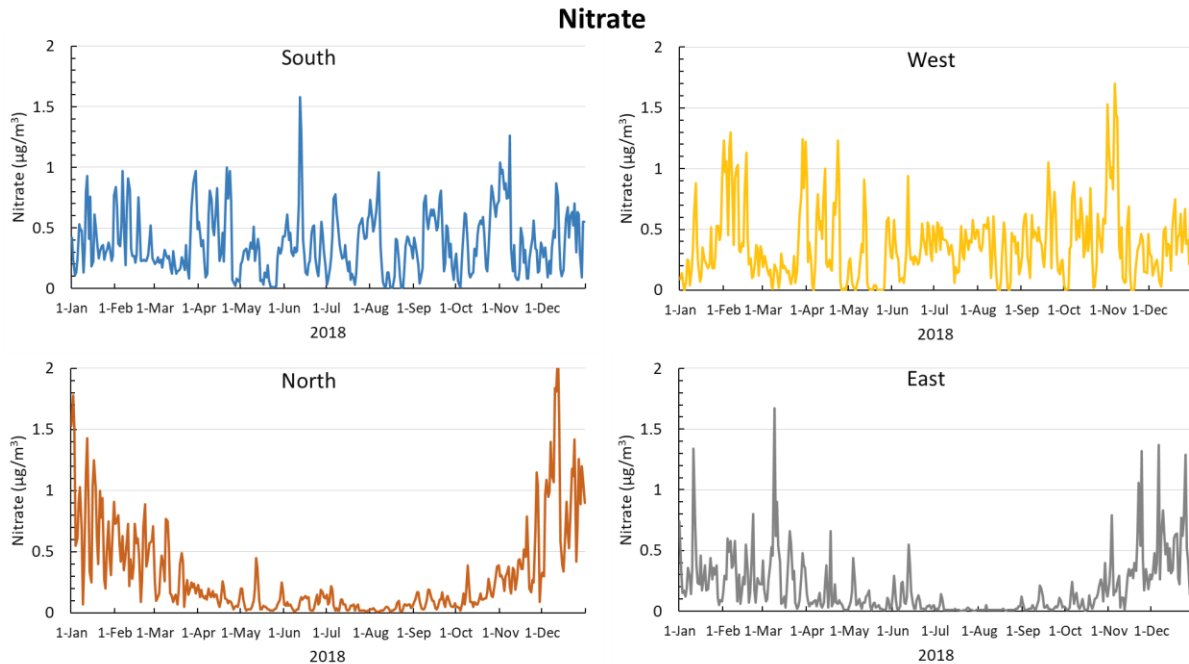 Nitrate
South
2
1.5
1
0.5
0
Nitrate (µg/m³)
1-Jan 1-Feb 1-Mar 1-Apr 1-May 1-Jun 1-Jul 1-Aug 1-Sep 1-Oct 1-Nov 1-Dec
2018
West
2
1.5
1
0.5
0
Nitrate (µg/m³)
1-Jan 1-Feb 1-Mar 1-Apr 1-May 1-Jun 1-Jul 1-Aug 1-Sep 1-Oct 1-Nov 1-Dec
2018
North
2
1.5
1
0.5
0
Nitrate (µg/m³)
1-Jan 1-Feb 1-Mar 1-Apr 1-May 1-Jun 1-Jul 1-Aug 1-Sep 1-Oct 1-Nov 1-Dec
2018
East
2
1.5
1
0.5
0
Nitrate (µg/m³)
1-Jan 1-Feb 1-Mar 1-Apr 1-May 1-Jun 1-Jul 1-Aug 1-Sep 1-Oct 1-Nov 1-Dec
2018